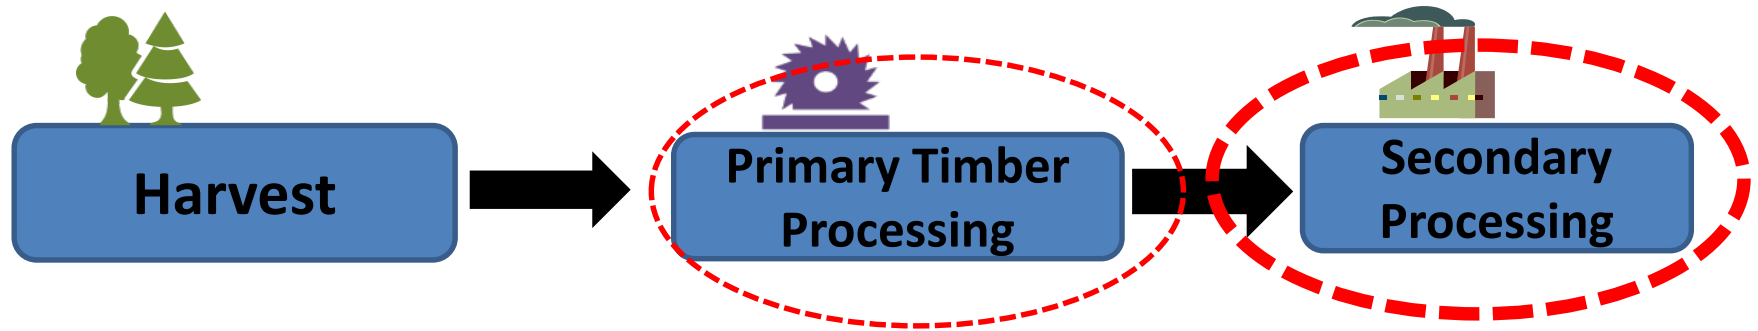 Harvest
Primary Timber
Processing
Secondary
Processing